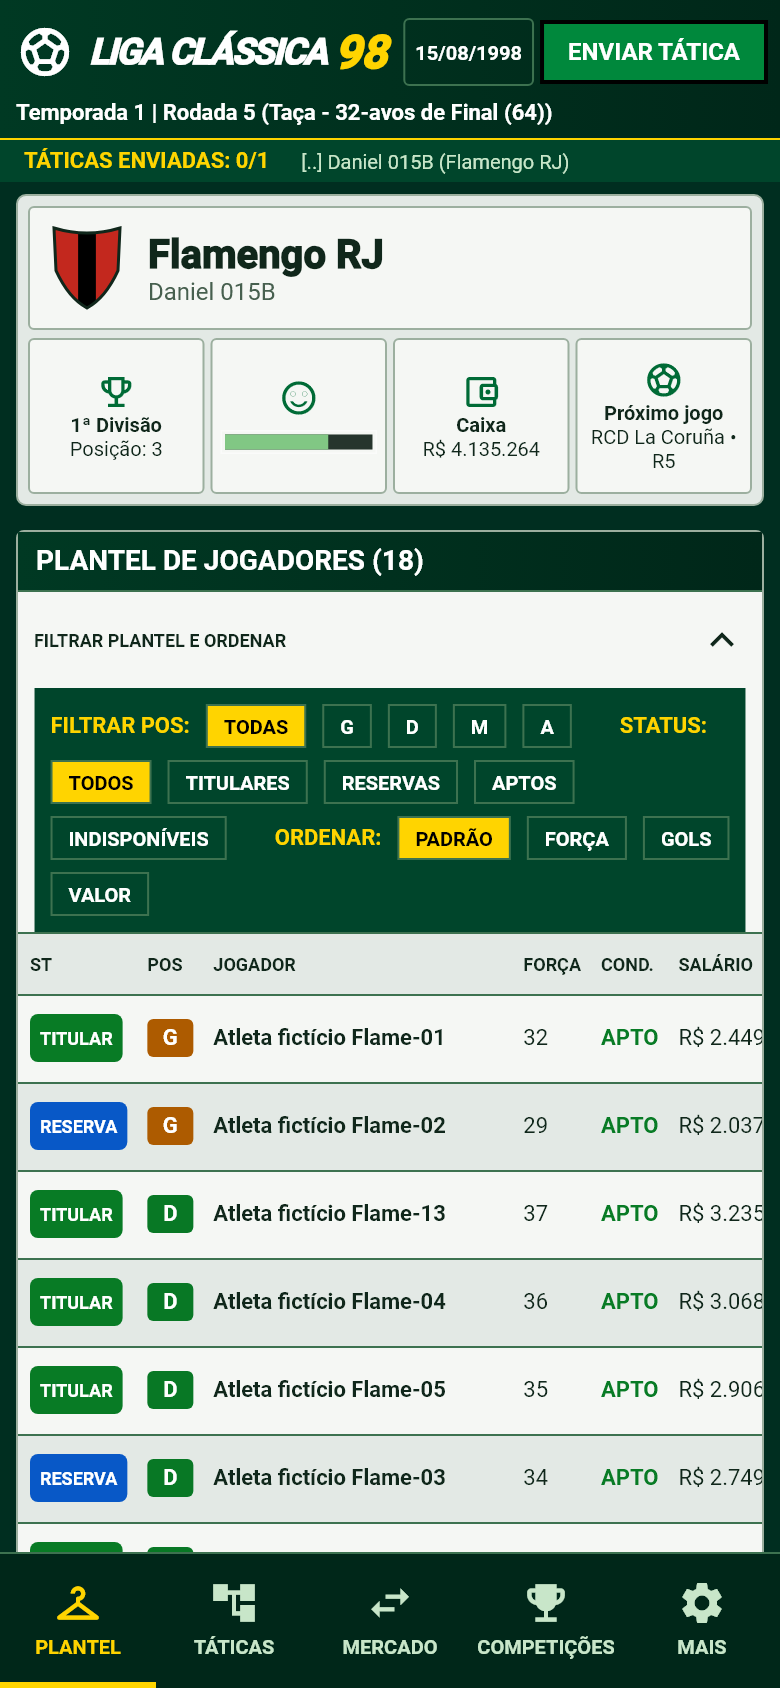 LIGA CLÁSSICA 98
15/08/1998
ENVIAR TÁTICA
Temporada 1 | Rodada 5 (Taça - 32-avos de Final (64))
TÁTICAS ENVIADAS: 0/1 [..] Daniel 015B (Flamengo RJ)
Flamengo RJ
Daniel 015B
1ª Divisão
Posição: 3
Caixa
R$ 4.135.264
Próximo jogo
RCD La Coruña •
R5
PLANTEL DE JOGADORES (18)
FILTRAR PLANTEL E ORDENAR
FILTRAR POS: TODAS G D M A STATUS:
TODOS TITULARES RESERVAS APTOS
INDISPONÍVEIS ORDENAR: PADRÃO FORÇA GOLS
VALOR
ST POS JOGADOR FORÇA COND. SALÁRIO
TITULAR G Atleta fictício Flame-01 32 APTO R$ 2.449
RESERVA G Atleta fictício Flame-02 29 APTO R$ 2.037
TITULAR D Atleta fictício Flame-13 37 APTO R$ 3.235
TITULAR D Atleta fictício Flame-04 36 APTO R$ 3.068
TITULAR D Atleta fictício Flame-05 35 APTO R$ 2.906
RESERVA D Atleta fictício Flame-03 34 APTO R$ 2.749
PLANTEL TÁTICAS MERCADO COMPETIÇÕES MAIS